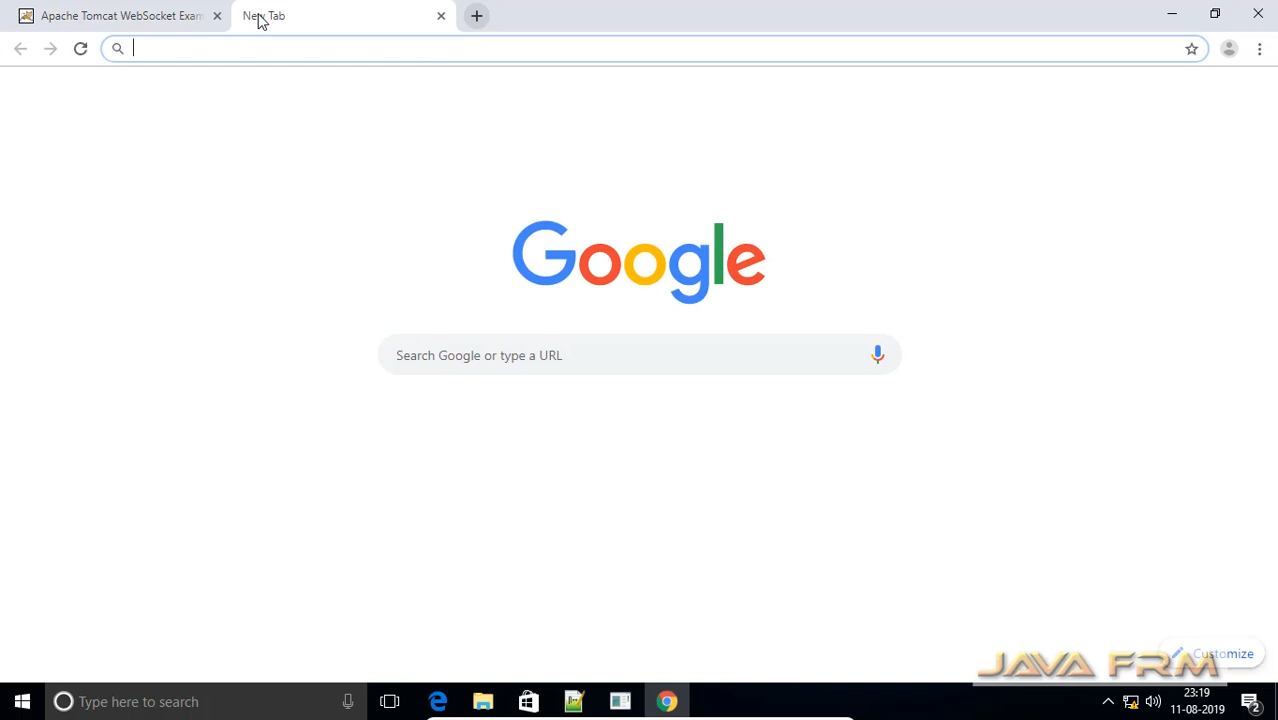 Apache Tomcat WebSocket Exam
New Tab
Google
Search Google or type a URL
Customize
JAVA FRM
Type here to search
23:19
11-08-2019
2